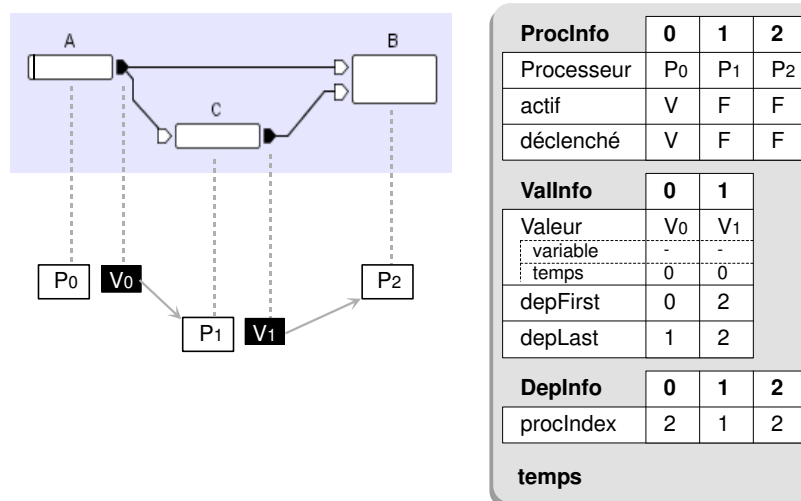 A
B
C
P0
V0
P2
P1
V1
ProcInfo 0 1 2
Processeur P0 P1 P2
actif V F F
déclenché V F F
ValInfo 0 1
Valeur V0 V1
variable - -
temps 0 0
depFirst 0 2
depLast 1 2
DepInfo 0 1 2
procIndex 2 1 2
temps